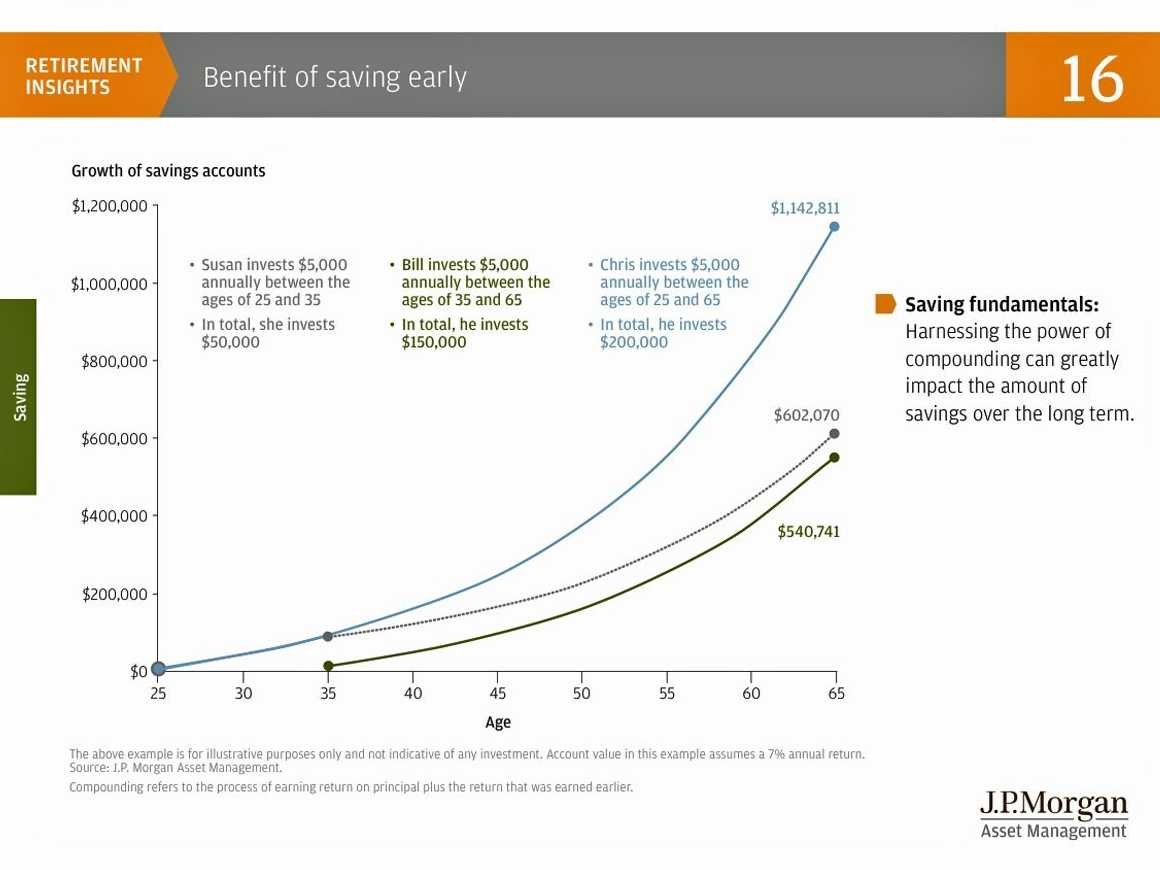 RETIREMENT
INSIGHTS
Benefit of saving early
16
Growth of savings accounts
$1,200,000
$1,000,000
$800,000
$600,000
$400,000
$200,000
$0
25
30
35
40
45
50
55
60
65
Age
• Susan invests $5,000
annually between the
ages of 25 and 35
• In total, she invests
$50,000
• Bill invests $5,000
annually between the
ages of 35 and 65
• In total, he invests
$150,000
• Chris invests $5,000
annually between the
ages of 25 and 65
• In total, he invests
$200,000
$1,142,811
$602,070
$540,741
Saving
Saving fundamentals:
Harnessing the power of
compounding can greatly
impact the amount of
savings over the long term.
The above example is for illustrative purposes only and not indicative of any investment. Account value in this example assumes a 7% annual return.
Source: J.P. Morgan Asset Management.
Compounding refers to the process of earning return on principal plus the return that was earned earlier.
J.P.Morgan
Asset Management